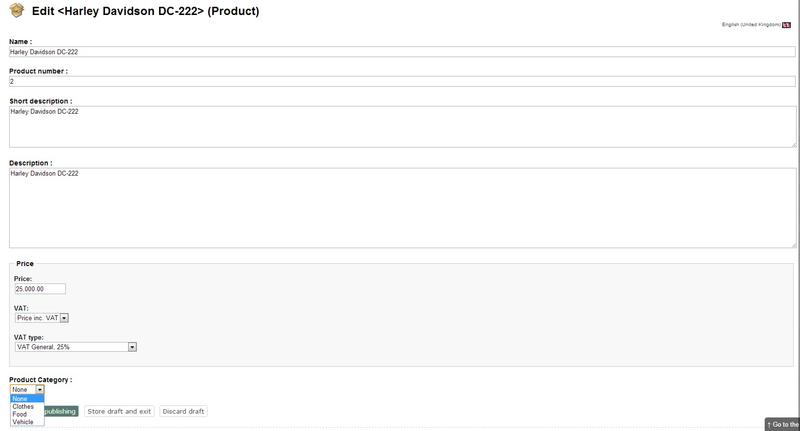 Edit <Harley Davidson DC-222> (Product)
English (United Kingdom)
Name :
Harley Davidson DC-222
Product number :
2
Short description :
Harley Davidson DC-222
Description :
Harley Davidson DC-222
Price
Price:
25,000.00
VAT:
Price inc. VAT
VAT type:
VAT General, 25%
Product Category :
None
None
Clothes
Food
Vehicle
publishing Store draft and exit Discard draft
↑ Go to the